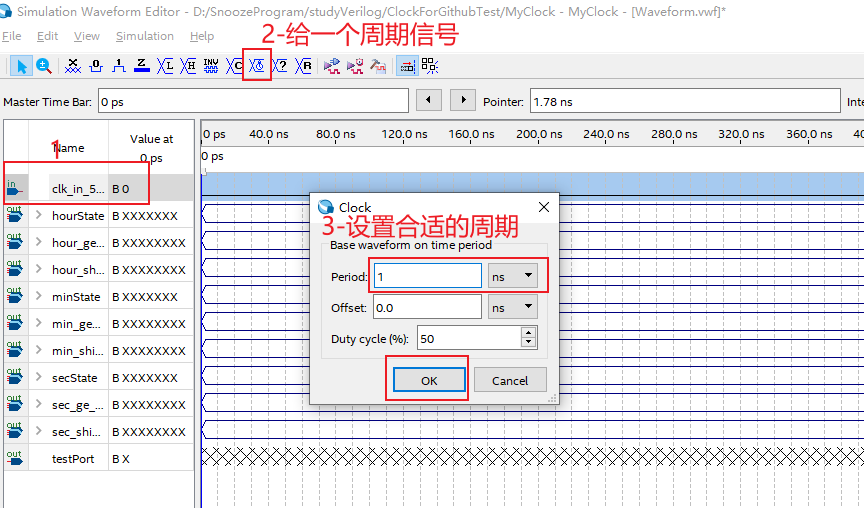 Simulation Waveform Editor - D:/SnoozeProgram/studyVerilog/ClockForGithubTest/MyClock - MyClock - [Waveform.vwf]*
File Edit View Simulation Help
2-给一个周期信号
Master Time Bar: 0 ps Pointer: 1.78 ns Inte
Name Value at 0 ps
1
0 ps 40.0 ns 80.0 ns 120.0 ns 160.0 ns 200.0 ns 240.0 ns 280.0 ns 320.0 ns 360.0 ns 40
0 ps
in clk_in_5... B 0
out hourState B XXXXXXX
out hour_ge... B XXXXXXXX
out hour_sh... B XXXXXXXX
out minState B XXXXXXX
out min_ge... B XXXXXXXX
out min_shi... B XXXXXXXX
out secState B XXXXXXX
out sec_ge_... B XXXXXXXX
out sec_shi... B XXXXXXXX
out testPort B X
Clock
3-设置合适的周期
Base waveform on time period
Period: 1 ns
Offset: 0.0 ns
Duty cycle (%): 50
OK Cancel